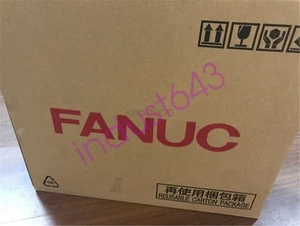 FANUC
indust643
再使用梱包箱
REUSABLE CARTON PACKAGE